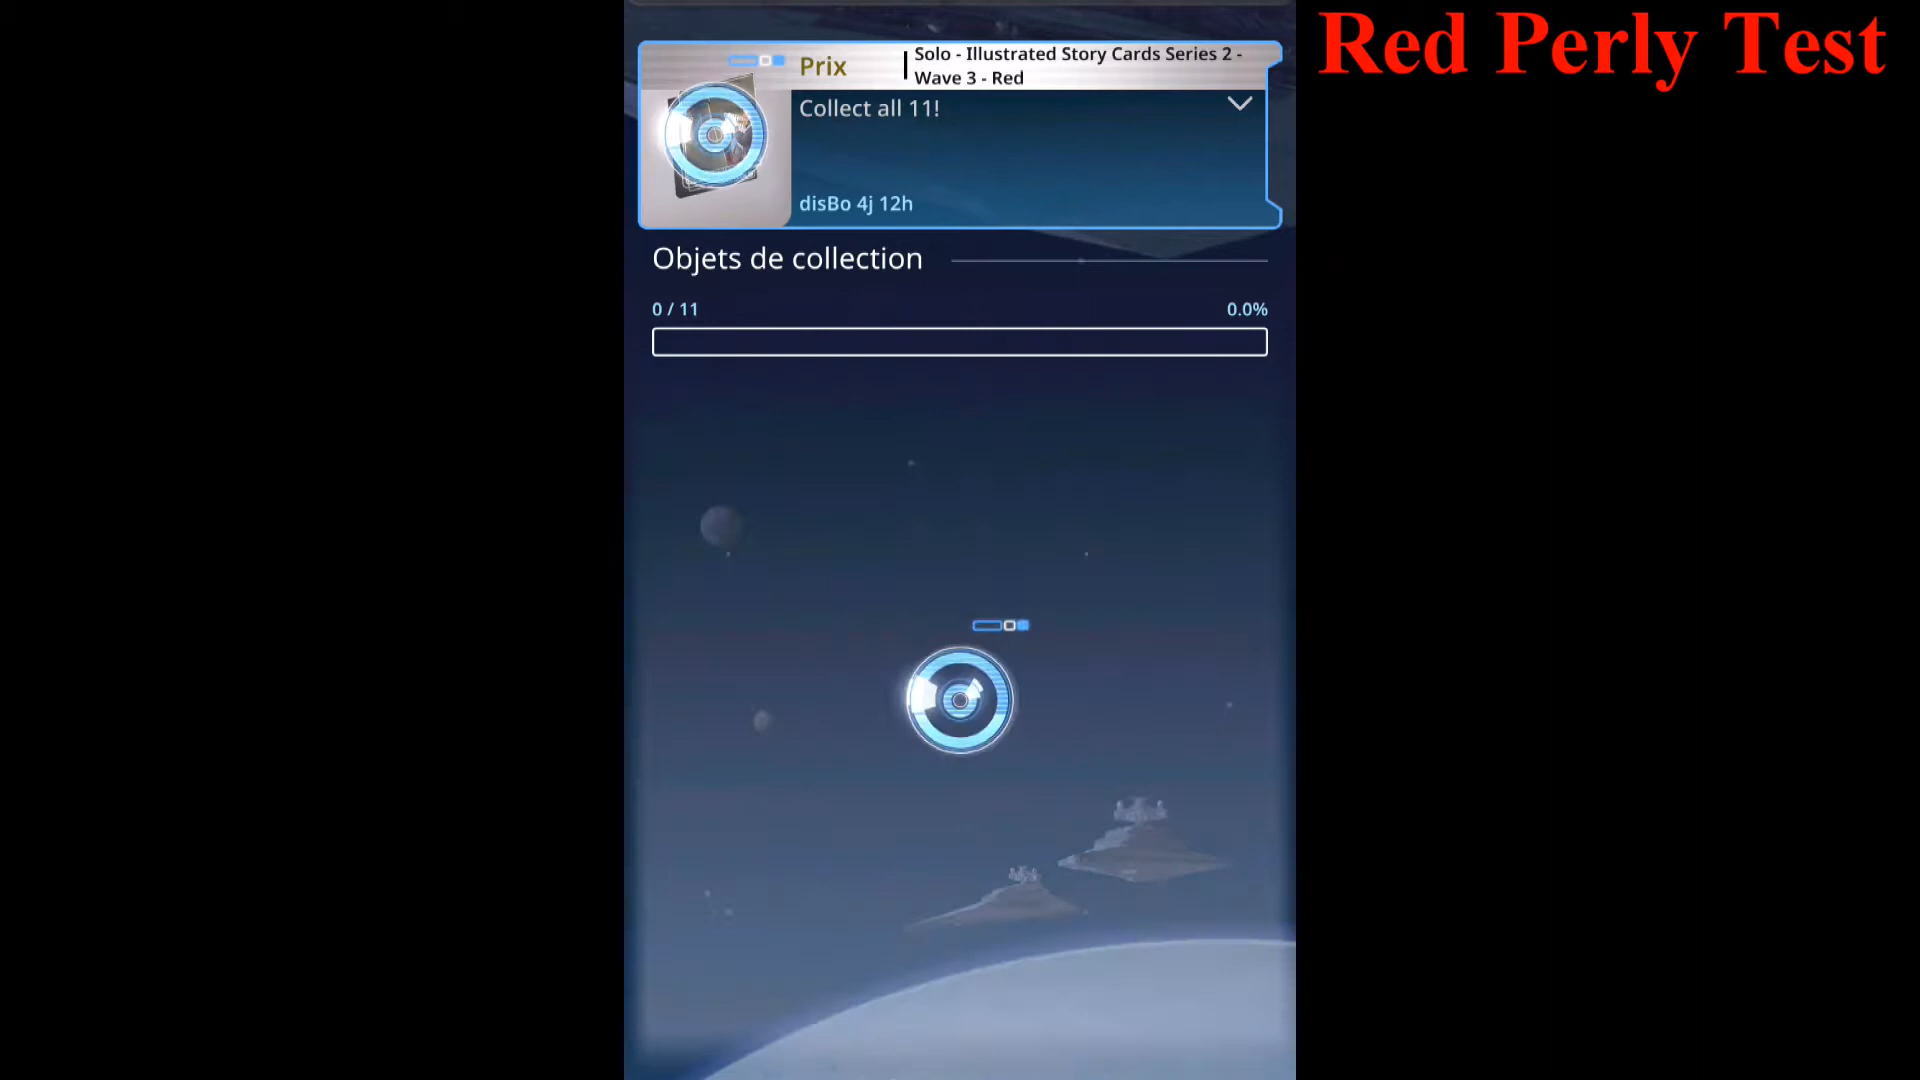 Red Perly Test
Prix
Solo - Illustrated Story Cards Series 2 -
Wave 3 - Red
Collect all 11!
disBo 4j 12h
Objets de collection
0 / 11
0.0%